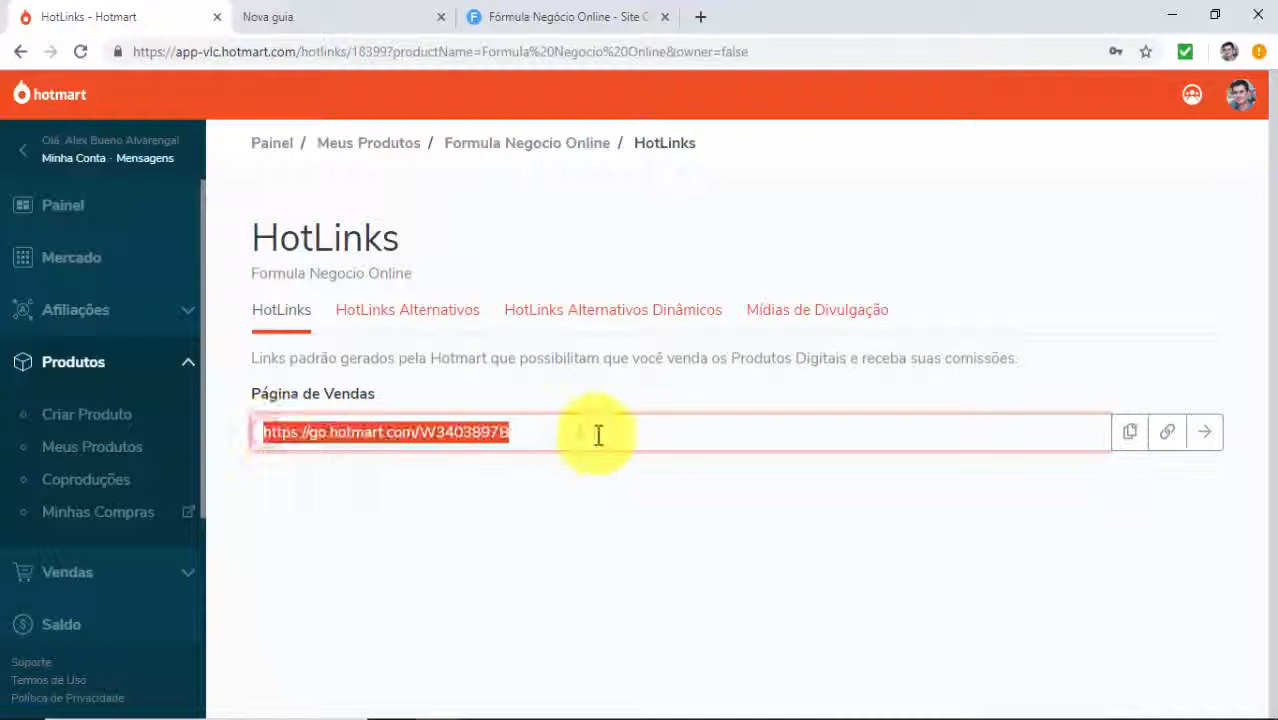 HotLinks - Hotmart
Nova guia
Fórmula Negócio Online - Site C
https://app-vlc.hotmart.com/hotlinks/18399?productName=Formula%20Negocio%20Online&owner=false
hotmart
Olá, Alex Bueno Alvarenga!
Minha Conta · Mensagens
Painel
Mercado
Afiliações
Produtos
Criar Produto
Meus Produtos
Coproduções
Minhas Compras
Vendas
Saldo
Suporte
Termos de Uso
Política de Privacidade
Painel / Meus Produtos / Formula Negocio Online / HotLinks
HotLinks
Formula Negocio Online
HotLinks HotLinks Alternativos HotLinks Alternativos Dinâmicos Mídias de Divulgação
Links padrão gerados pela Hotmart que possibilitam que você venda os Produtos Digitais e receba suas comissões.
Página de Vendas
https://go.hotmart.com/W3403897B